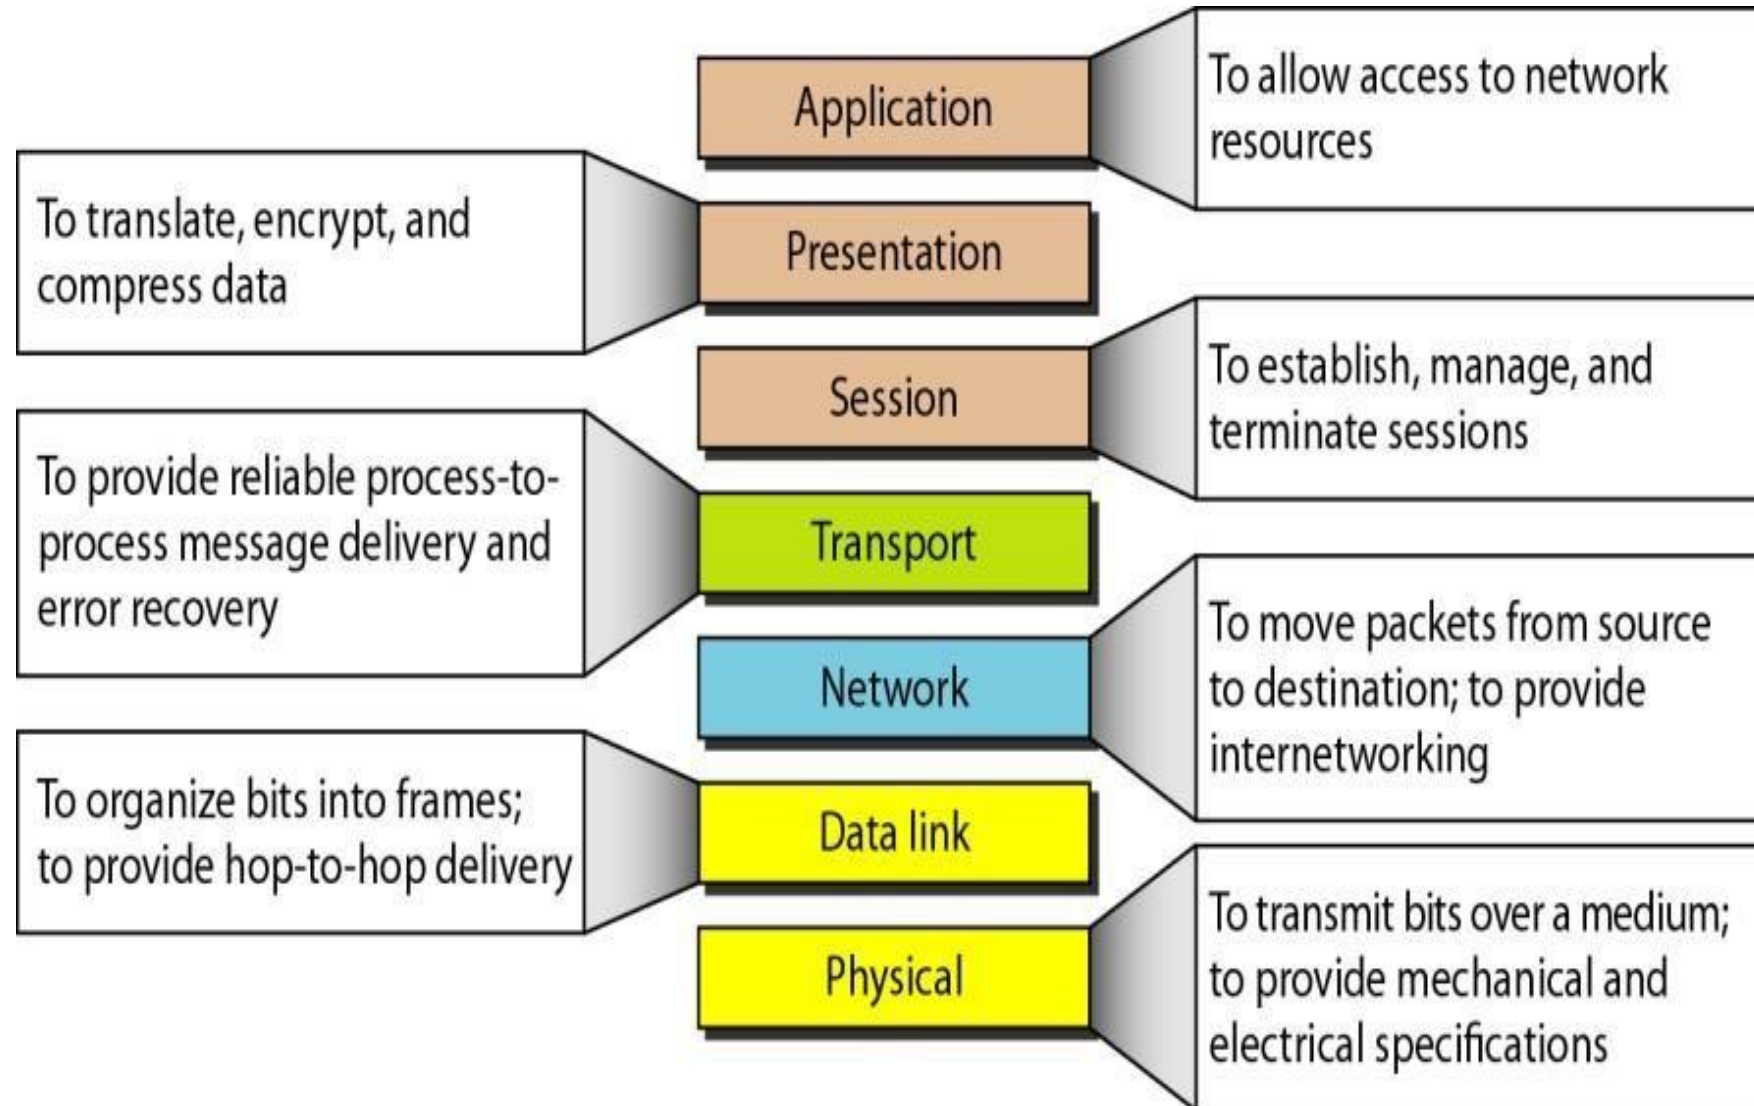 Application
To allow access to network
resources
Presentation
To translate, encrypt, and
compress data
Session
To establish, manage, and
terminate sessions
Transport
To provide reliable process-to-
process message delivery and
error recovery
Network
To move packets from source
to destination; to provide
internetworking
Data link
To organize bits into frames;
to provide hop-to-hop delivery
Physical
To transmit bits over a medium;
to provide mechanical and
electrical specifications